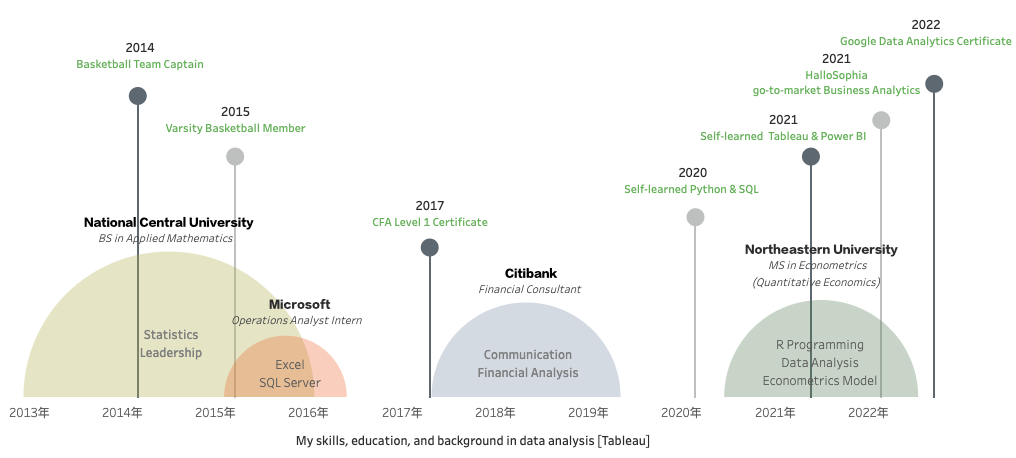 2022
Google Data Analytics Certificate
2014
Basketball Team Captain
2021
HalloSophia
go-to-market Business Analytics
2015
Varsity Basketball Member
2021
Self-learned Tableau & Power BI
2020
Self-learned Python & SQL
2017
CFA Level 1 Certificate
National Central University
BS in Applied Mathematics
Northeastern University
MS in Econometrics
(Quantitative Economics)
Citibank
Financial Consultant
Microsoft
Operations Analyst Intern
Statistics
Leadership
Excel
SQL Server
Communication
Financial Analysis
R Programming
Data Analysis
Econometrics Model
2013年 2014年 2015年 2016年 2017年 2018年 2019年 2020年 2021年 2022年
My skills, education, and background in data analysis [Tableau]